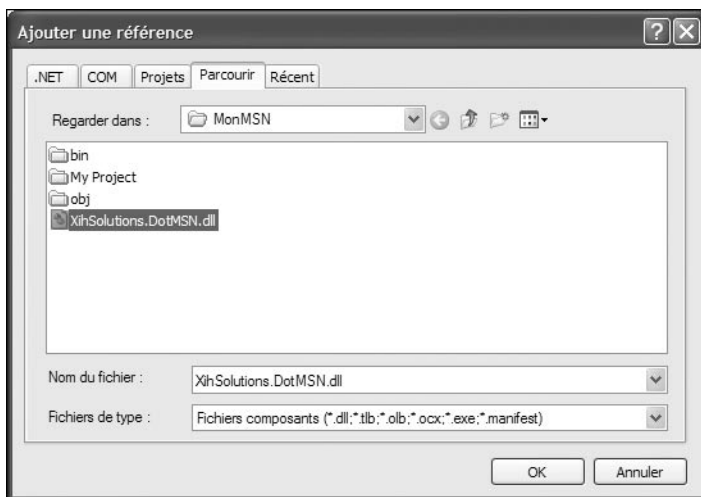 Ajouter une référence
.NET COM Projets Parcourir Récent
Regarder dans : MonMSN
bin
My Project
obj
XihSolutions.DotMSN.dll
Nom du fichier : XihSolutions.DotMSN.dll
Fichiers de type : Fichiers composants (*.dll;*.tlb;*.olb;*.ocx;*.exe;*.manifest)
OK Annuler